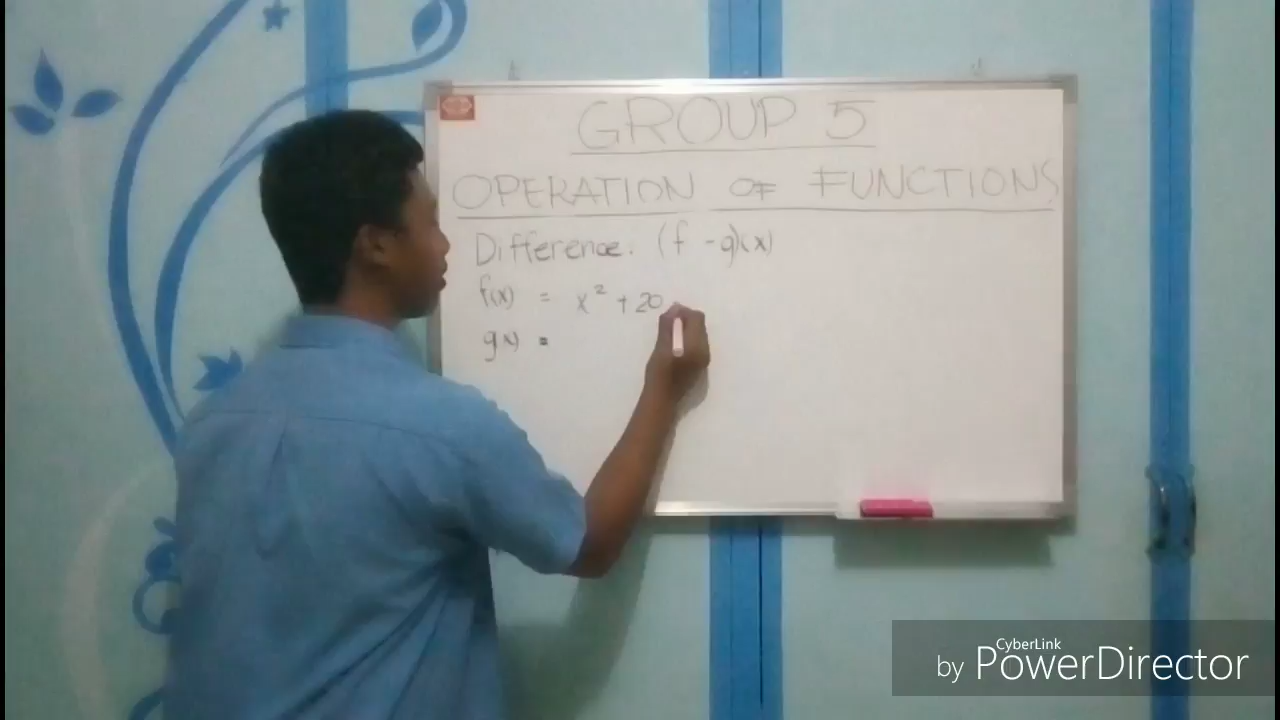 GROUP 5
OPERATION OF FUNCTIONS
Difference. (f - g)(x)
f(x) = x² + 20
g(x) =
CyberLink
by PowerDirector